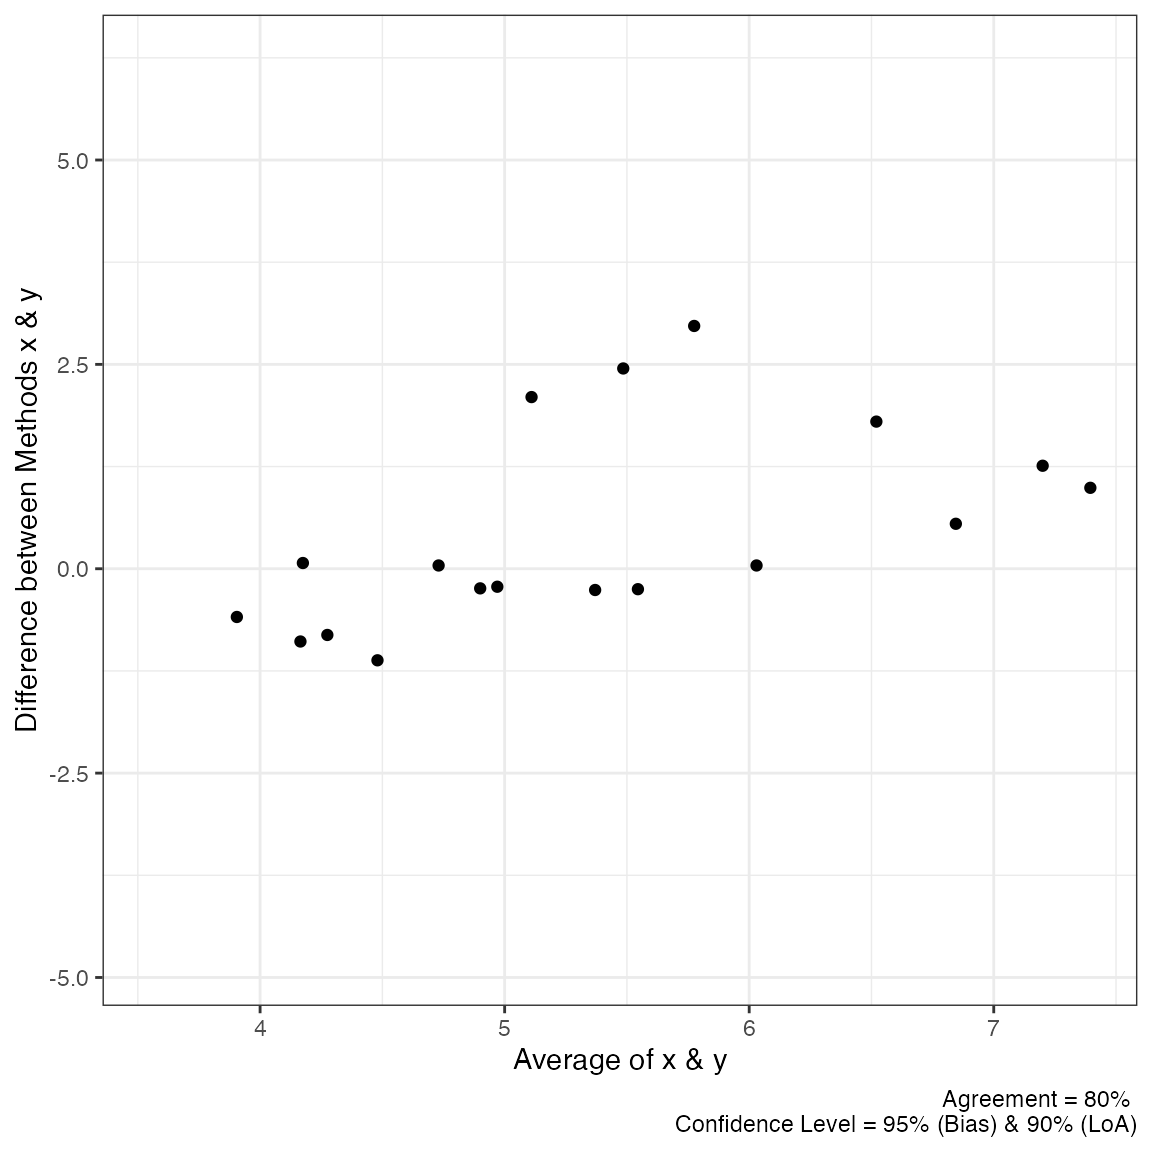 Difference between Methods x & y
5.0
2.5
0.0
-2.5
-5.0
4 5 6 7
Average of x & y
Agreement = 80%
Confidence Level = 95% (Bias) & 90% (LoA)